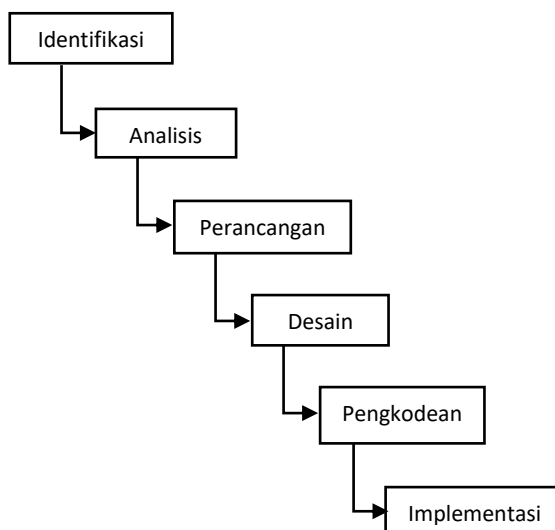 Identifikasi
Analisis
Perancangan
Desain
Pengkodean
Implementasi